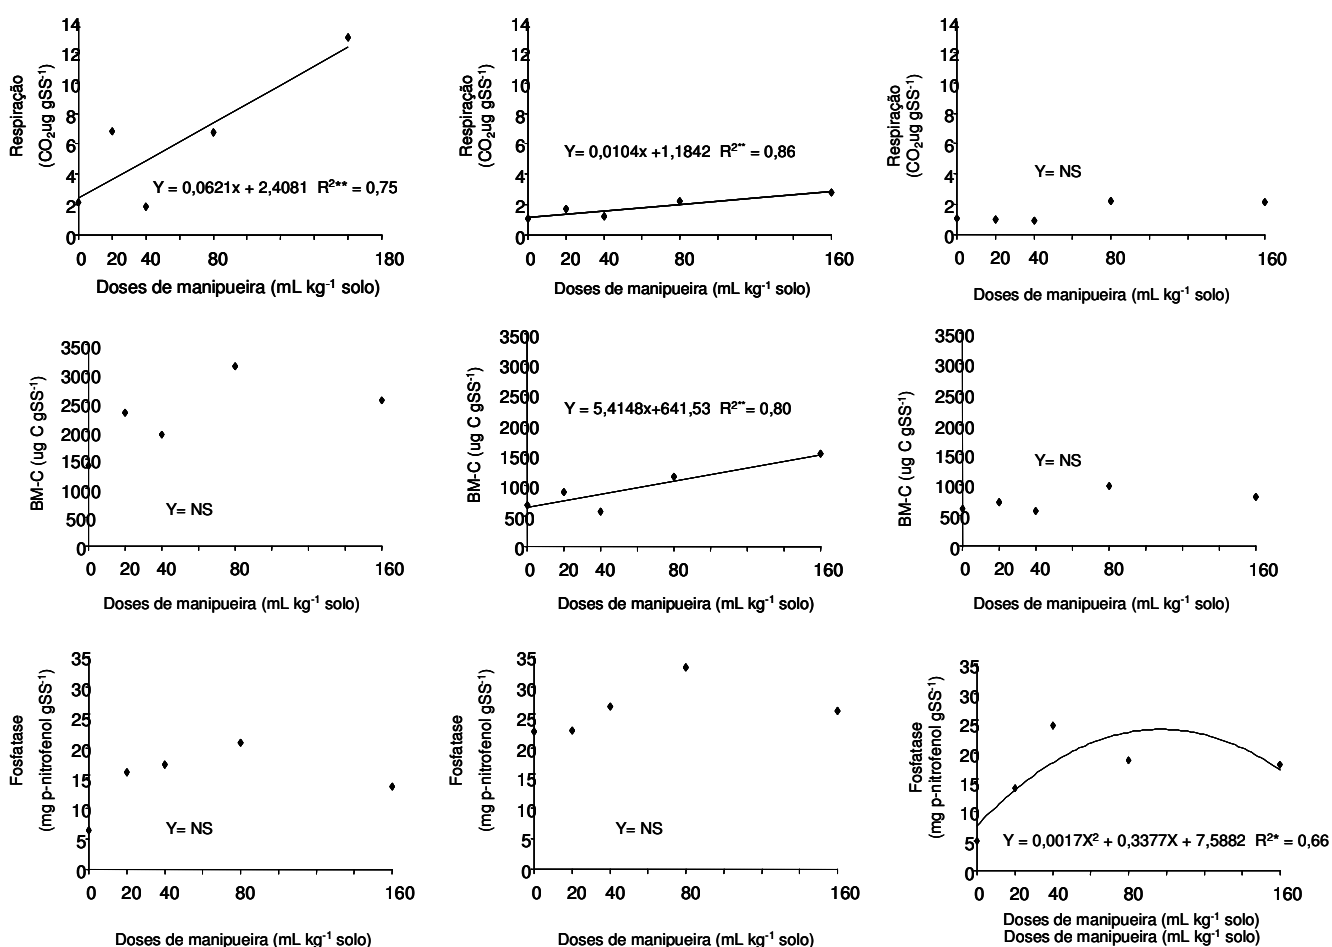 14
12
10
8
6
4
2
0
Respiração
(CO₂ug gSS⁻¹)
Y = 0,0621x + 2,4081 R²** = 0,75
0 20 40 80 180
Doses de manipueira (mL kg⁻¹ solo)
14
12
10
8
6
4
2
0
Respiração
(CO₂ug gSS⁻¹)
Y= 0,0104x +1,1842 R²** = 0,86
0 20 40 80 160
Doses de manipueira (mL kg⁻¹ solo)
14
12
10
8
6
4
2
0
Respiração
(CO₂ug gSS⁻¹)
Y= NS
0 20 40 80 160
Doses de manipueira (mL kg⁻¹ solo)
3500
3000
2500
2000
1500
1000
500
0
BM-C (ug C gSS⁻¹)
Y= NS
0 20 40 80 160
Doses de manipueira (mL kg⁻¹ solo)
3500
3000
2500
2000
1500
1000
500
0
BM-C (ug C gSS⁻¹)
Y = 5,4148x+641,53 R²**= 0,80
0 20 40 80 160
Doses de manipueira (mL kg⁻¹ solo)
3500
3000
2500
2000
1500
1000
500
0
BM-C (ug C gSS⁻¹)
Y= NS
0 20 40 80 160
Doses de manipueira (mL kg⁻¹ solo)
35
30
25
20
15
10
5
0
Fosfatase
(mg p-nitrofenol gSS⁻¹)
Y= NS
0 20 40 80 160
Doses de manipueira (mL kg⁻¹ solo)
35
30
25
20
15
10
5
0
Fosfatase
(mg p-nitrofenol gSS⁻¹)
Y= NS
0 20 40 80 160
Doses de manipueira (mL kg⁻¹ solo)
35
30
25
20
15
10
5
0
Fosfatase
(mg p-nitrofenol gSS⁻¹)
Y = 0,0017X² + 0,3377X + 7,5882 R²* = 0,66
0 20 40 80 160
Doses de manipueira (mL kg⁻¹ solo)
Doses de manipueira (mL kg⁻¹ solo)